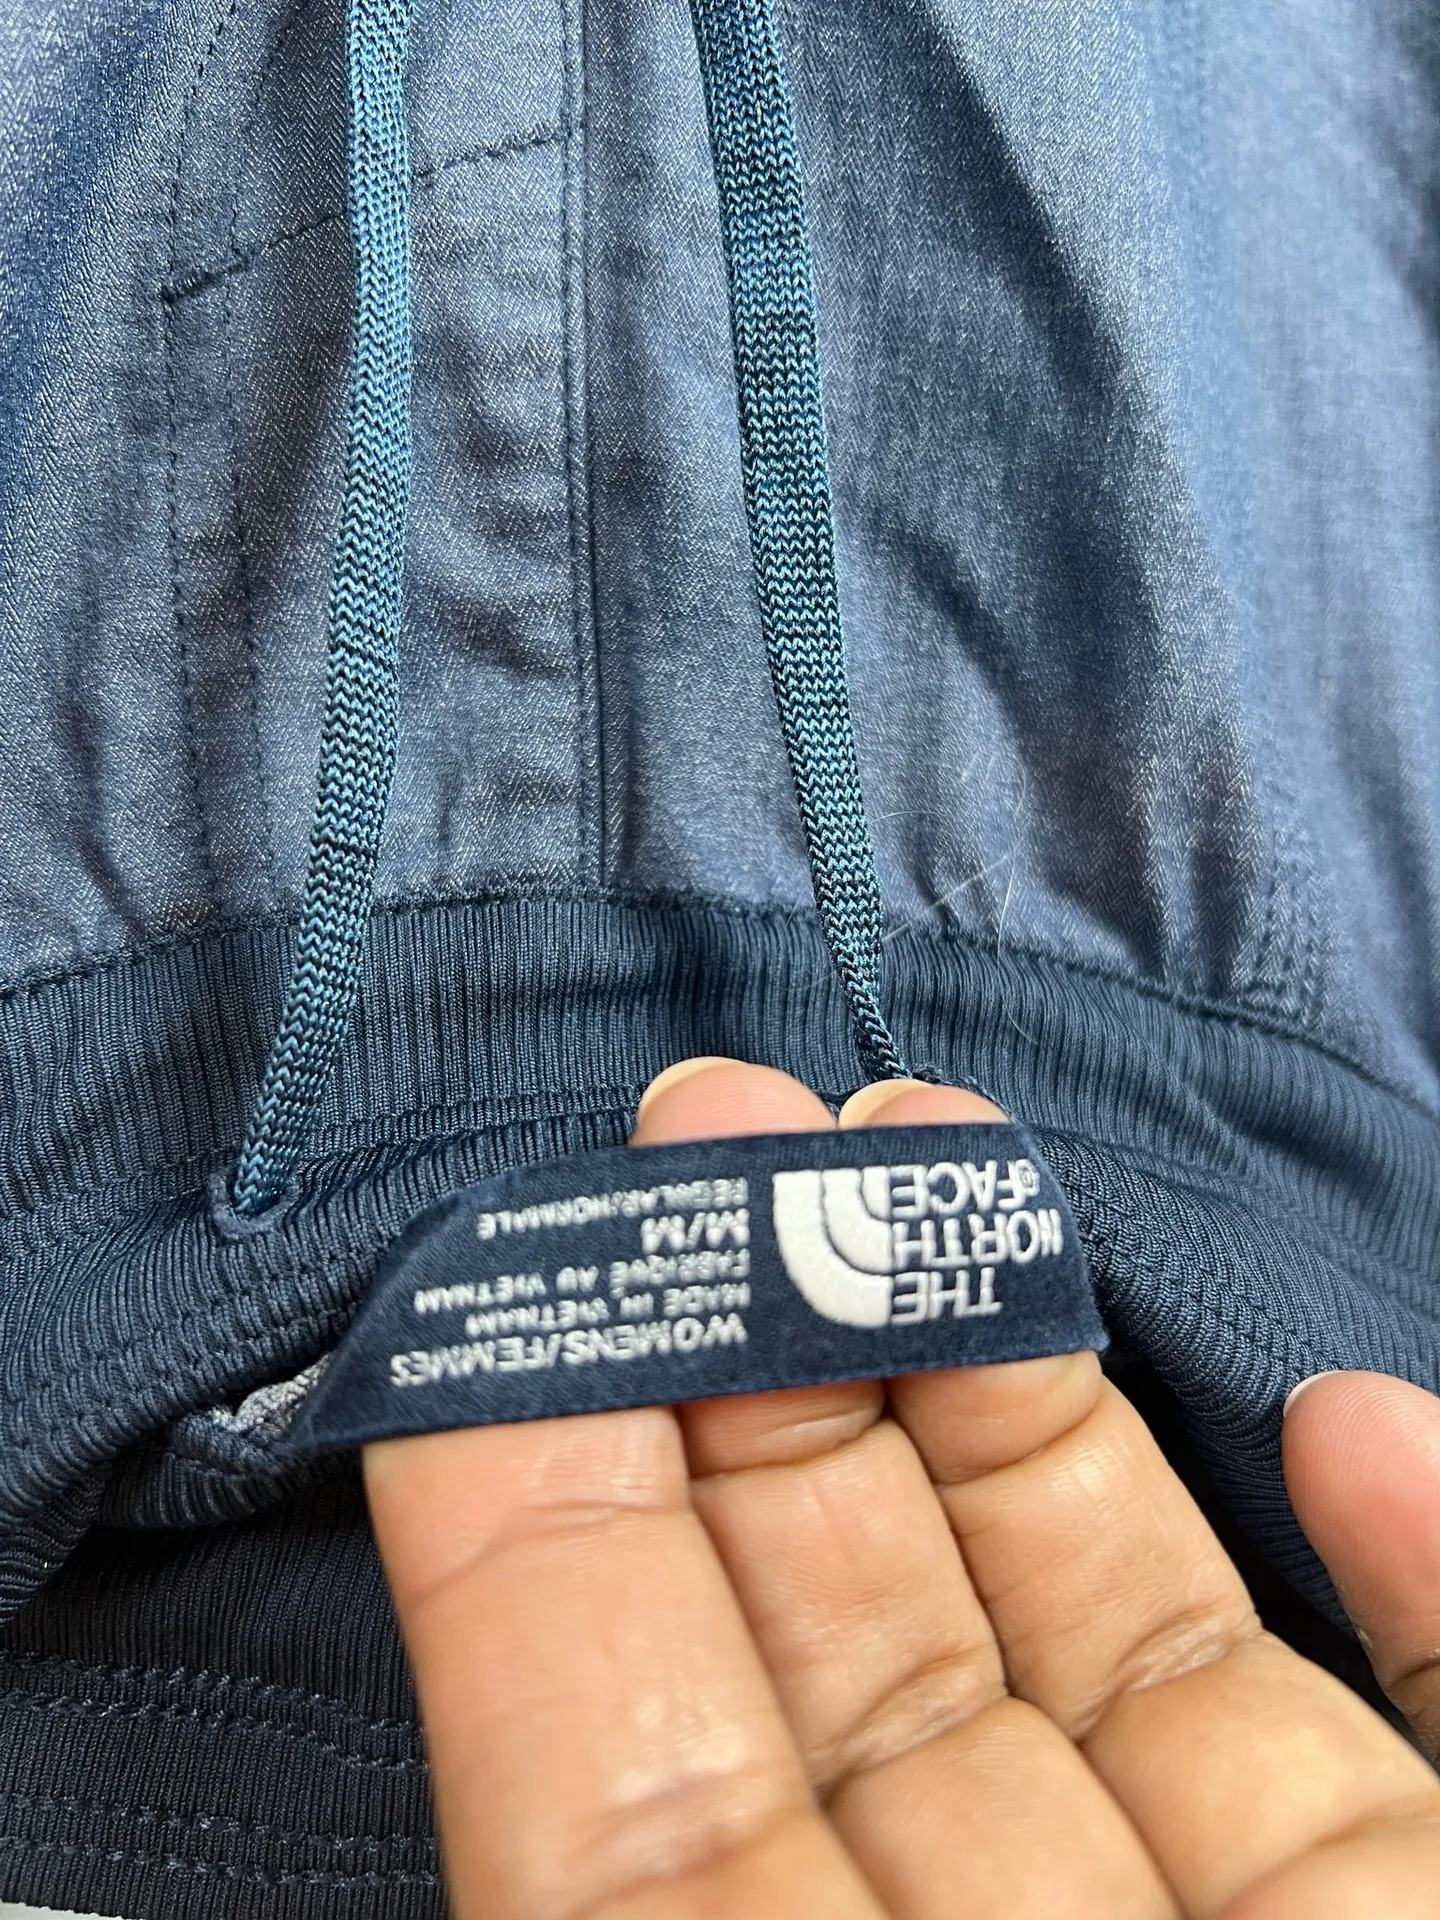 THE
NORTH
FACE®
WOMENS/FEMMES
MADE IN VIETNAM
FABRIQUÉ AU VIETNAM
M/M
REGULAR/NORMALE